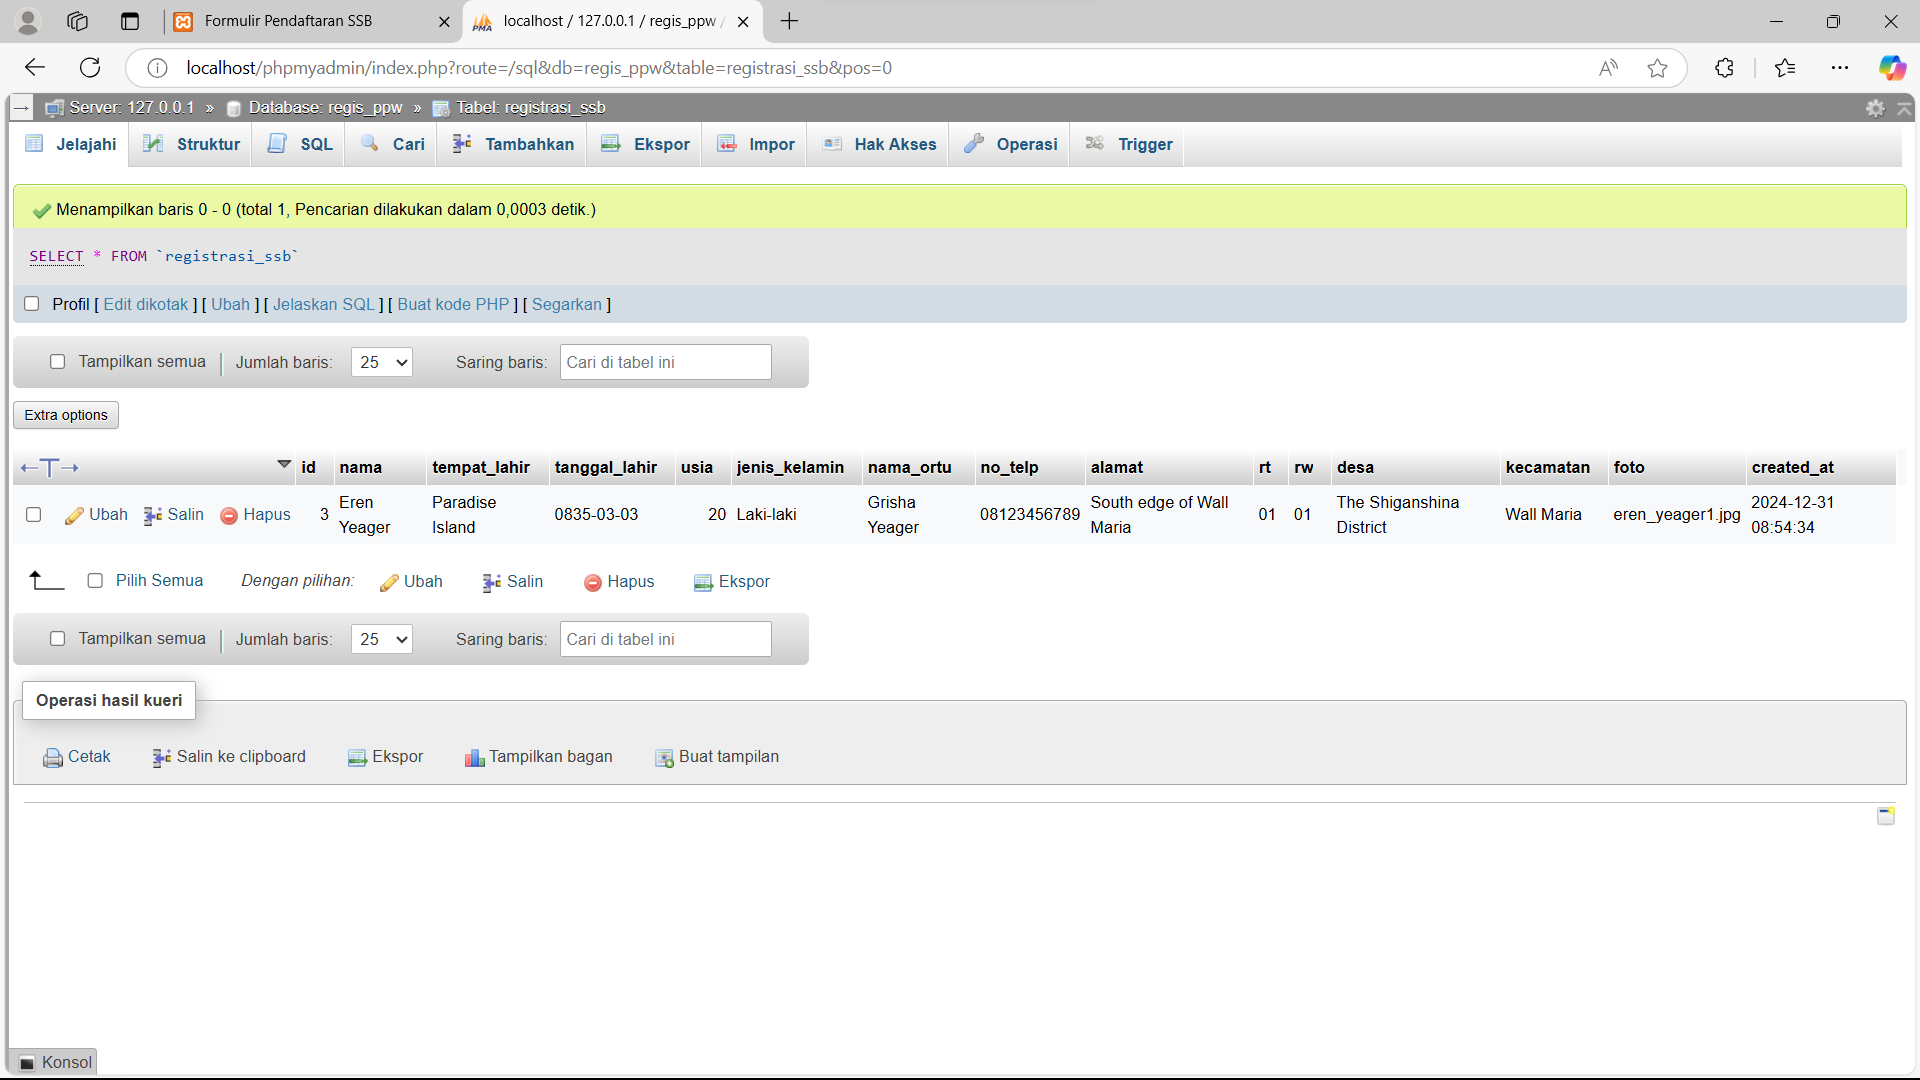 Formulir Pendaftaran SSB
localhost / 127.0.0.1 / regis_ppw /
localhost/phpmyadmin/index.php?route=/sql&db=regis_ppw&table=registrasi_ssb&pos=0
Server: 127.0.0.1 » Database: regis_ppw » Tabel: registrasi_ssb
Jelajahi Struktur SQL Cari Tambahkan Ekspor Impor Hak Akses Operasi Trigger
Menampilkan baris 0 - 0 (total 1, Pencarian dilakukan dalam 0,0003 detik.)
SELECT * FROM `registrasi_ssb`
Profil [ Edit dikotak ] [ Ubah ] [ Jelaskan SQL ] [ Buat kode PHP ] [ Segarkan ]
Tampilkan semua Jumlah baris: 25 Saring baris: Cari di tabel ini
Extra options
id nama tempat_lahir tanggal_lahir usia jenis_kelamin nama_ortu no_telp alamat rt rw desa kecamatan foto created_at
Ubah Salin Hapus 3 Eren Yeager Paradise Island 0835-03-03 20 Laki-laki Grisha Yeager 08123456789 South edge of Wall Maria 01 01 The Shiganshina District Wall Maria eren_yeager1.jpg 2024-12-31 08:54:34
Pilih Semua Dengan pilihan: Ubah Salin Hapus Ekspor
Tampilkan semua Jumlah baris: 25 Saring baris: Cari di tabel ini
Operasi hasil kueri
Cetak Salin ke clipboard Ekspor Tampilkan bagan Buat tampilan
Konsol